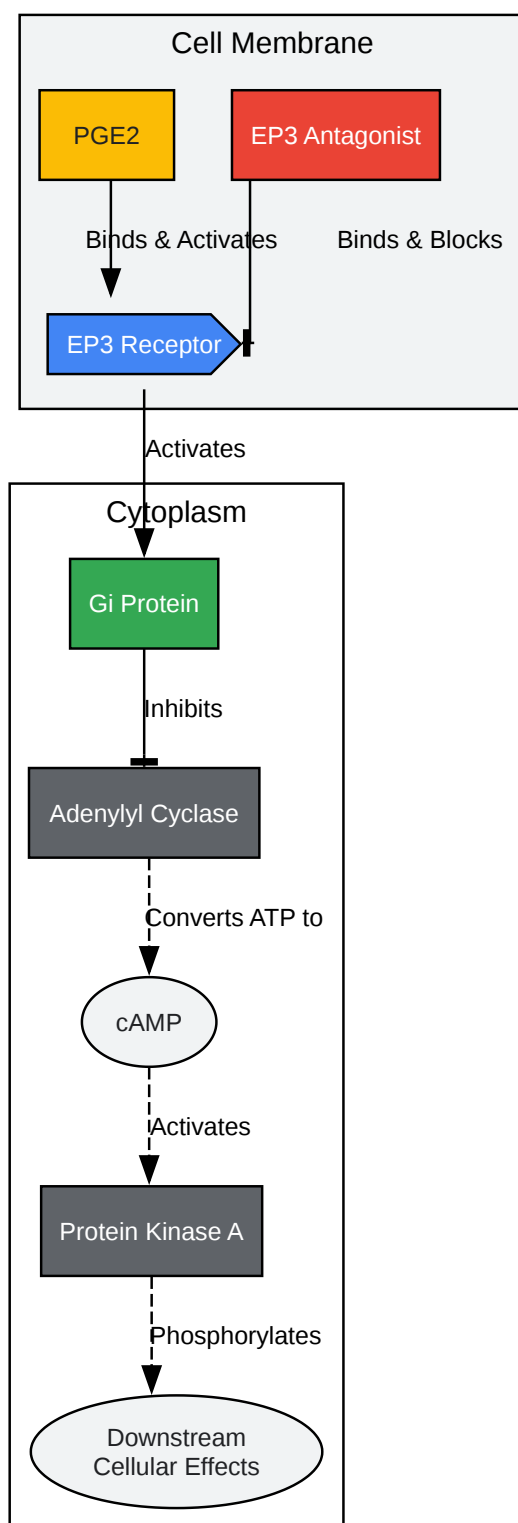 Cell Membrane
PGE2
EP3 Antagonist
Binds & Activates
Binds & Blocks
EP3 Receptor
Activates
Cytoplasm
Gi Protein
Inhibits
Adenylyl Cyclase
Converts ATP to
cAMP
Activates
Protein Kinase A
Phosphorylates
Downstream
Cellular Effects